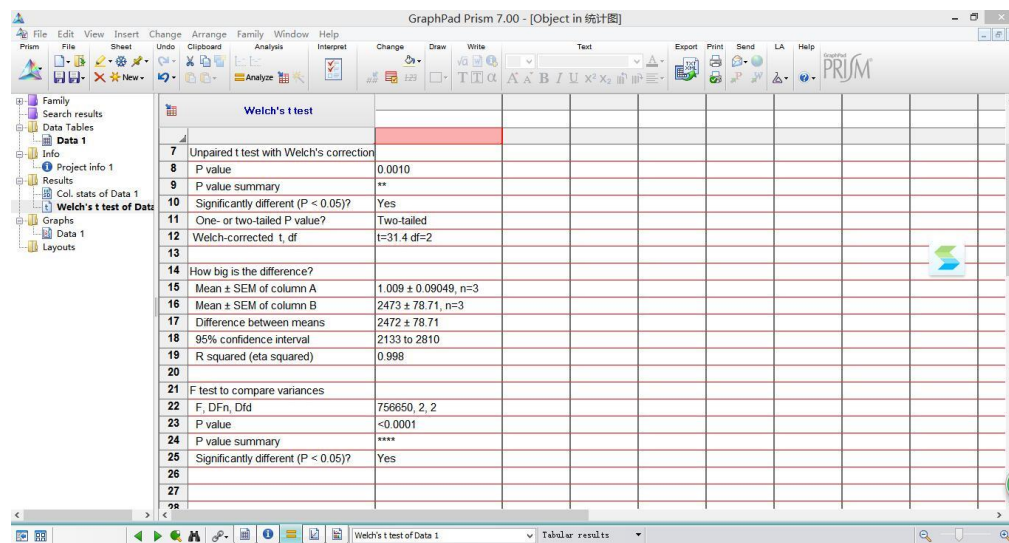 GraphPad Prism 7.00 - [Object in 统计图]
File Edit View Insert Change Arrange Family Window Help
Prism File Sheet Undo Clipboard Analysis Interpret Change Draw Write Text Export Print Send LA Help
New Analyze GraphPad PRISM
Family
Search results
Data Tables
Data 1
Info
Project info 1
Results
Col. stats of Data 1
Welch's t test of Data
Graphs
Data 1
Layouts
Welch's t test
7 Unpaired t test with Welch's correction
8 P value 0.0010
9 P value summary **
10 Significantly different (P < 0.05)? Yes
11 One- or two-tailed P value? Two-tailed
12 Welch-corrected t, df t=31.4 df=2
13
14 How big is the difference?
15 Mean ± SEM of column A 1.009 ± 0.09049, n=3
16 Mean ± SEM of column B 2473 ± 78.71, n=3
17 Difference between means 2472 ± 78.71
18 95% confidence interval 2133 to 2810
19 R squared (eta squared) 0.998
20
21 F test to compare variances
22 F, DFn, Dfd 756650, 2, 2
23 P value <0.0001
24 P value summary ****
25 Significantly different (P < 0.05)? Yes
26
27
28
Welch's t test of Data 1 Tabular results